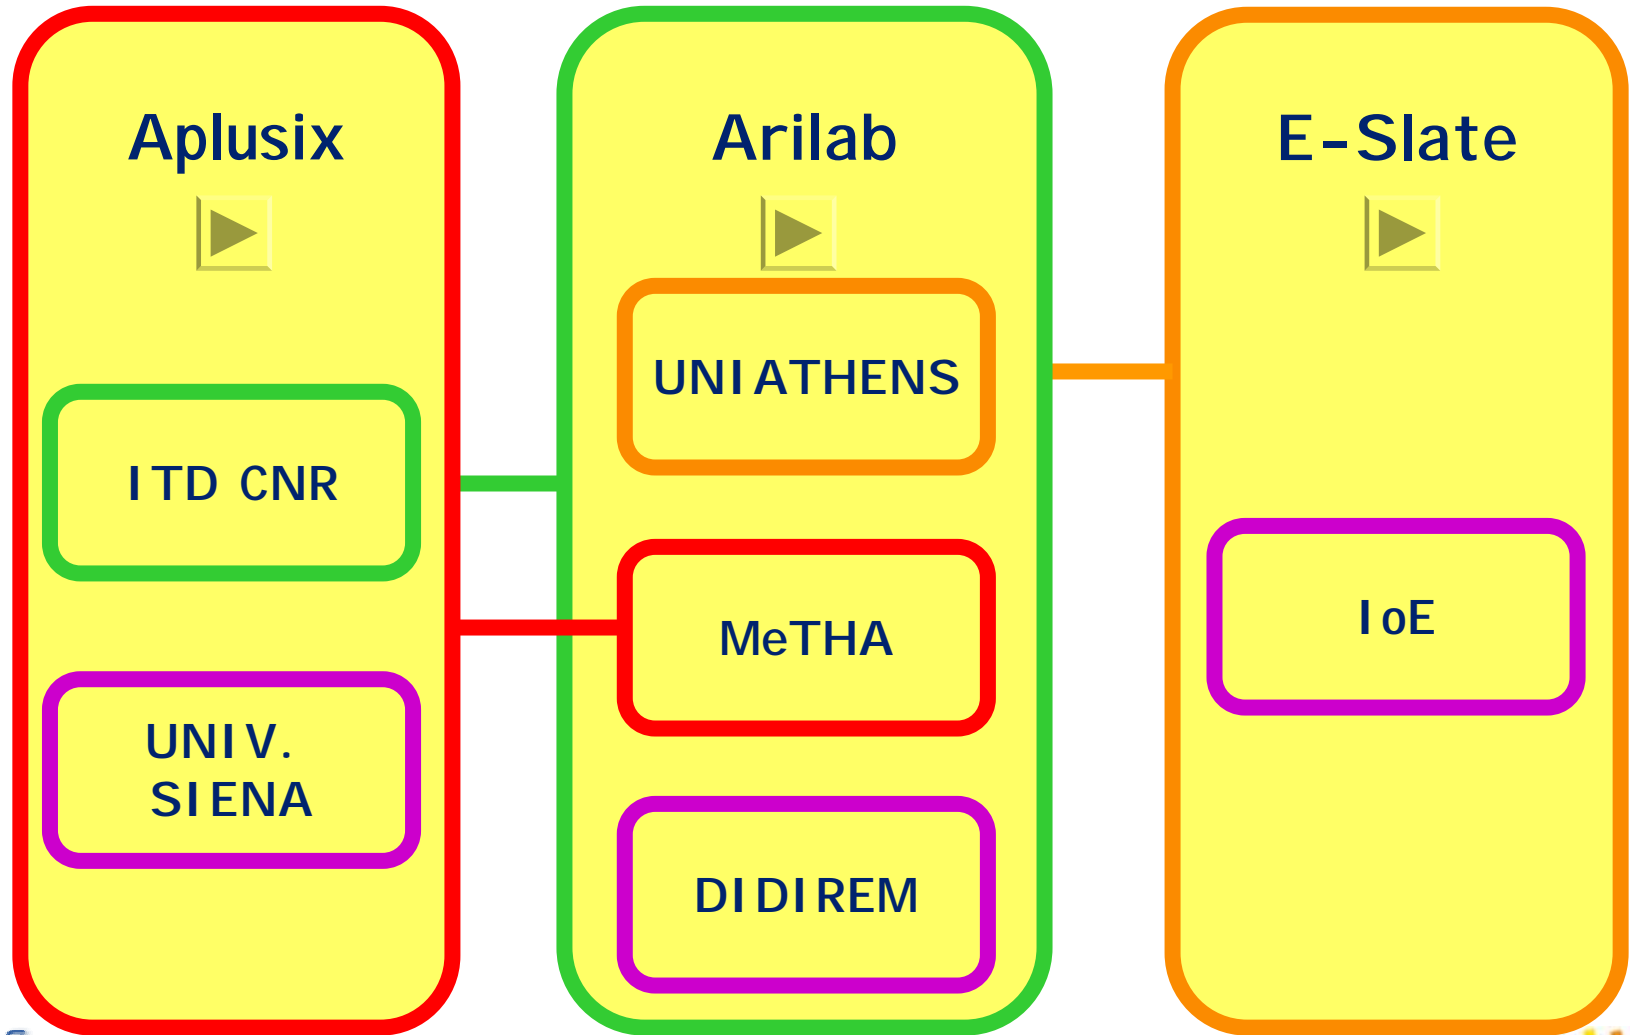 Aplusix
ITD CNR
UNIV.
SIENA
Arilab
UNIATHENS
MeTHA
DIDIREM
E-Slate
IoE